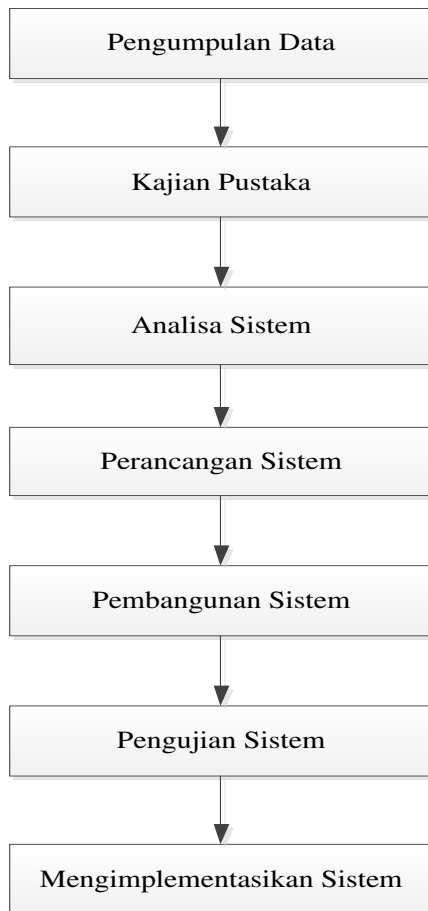 Pengumpulan Data
Kajian Pustaka
Analisa Sistem
Perancangan Sistem
Pembangunan Sistem
Pengujian Sistem
Mengimplementasikan Sistem